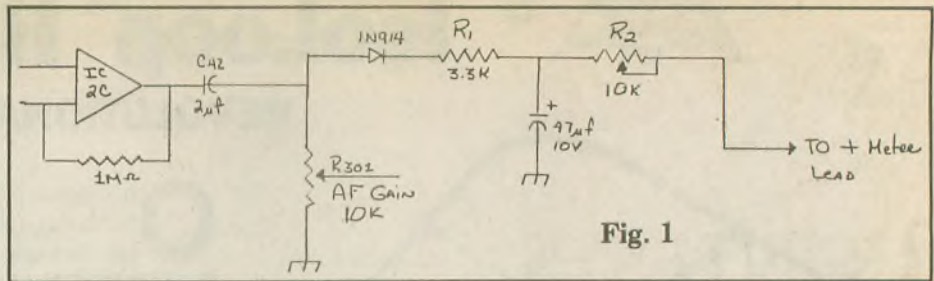 IC
2C
1MΩ
C42
2µf
R302
AF GAIN
10K
1N914
R1
3.3K
+
47µf
10V
R2
10K
TO + Meter
LEAD
Fig. 1